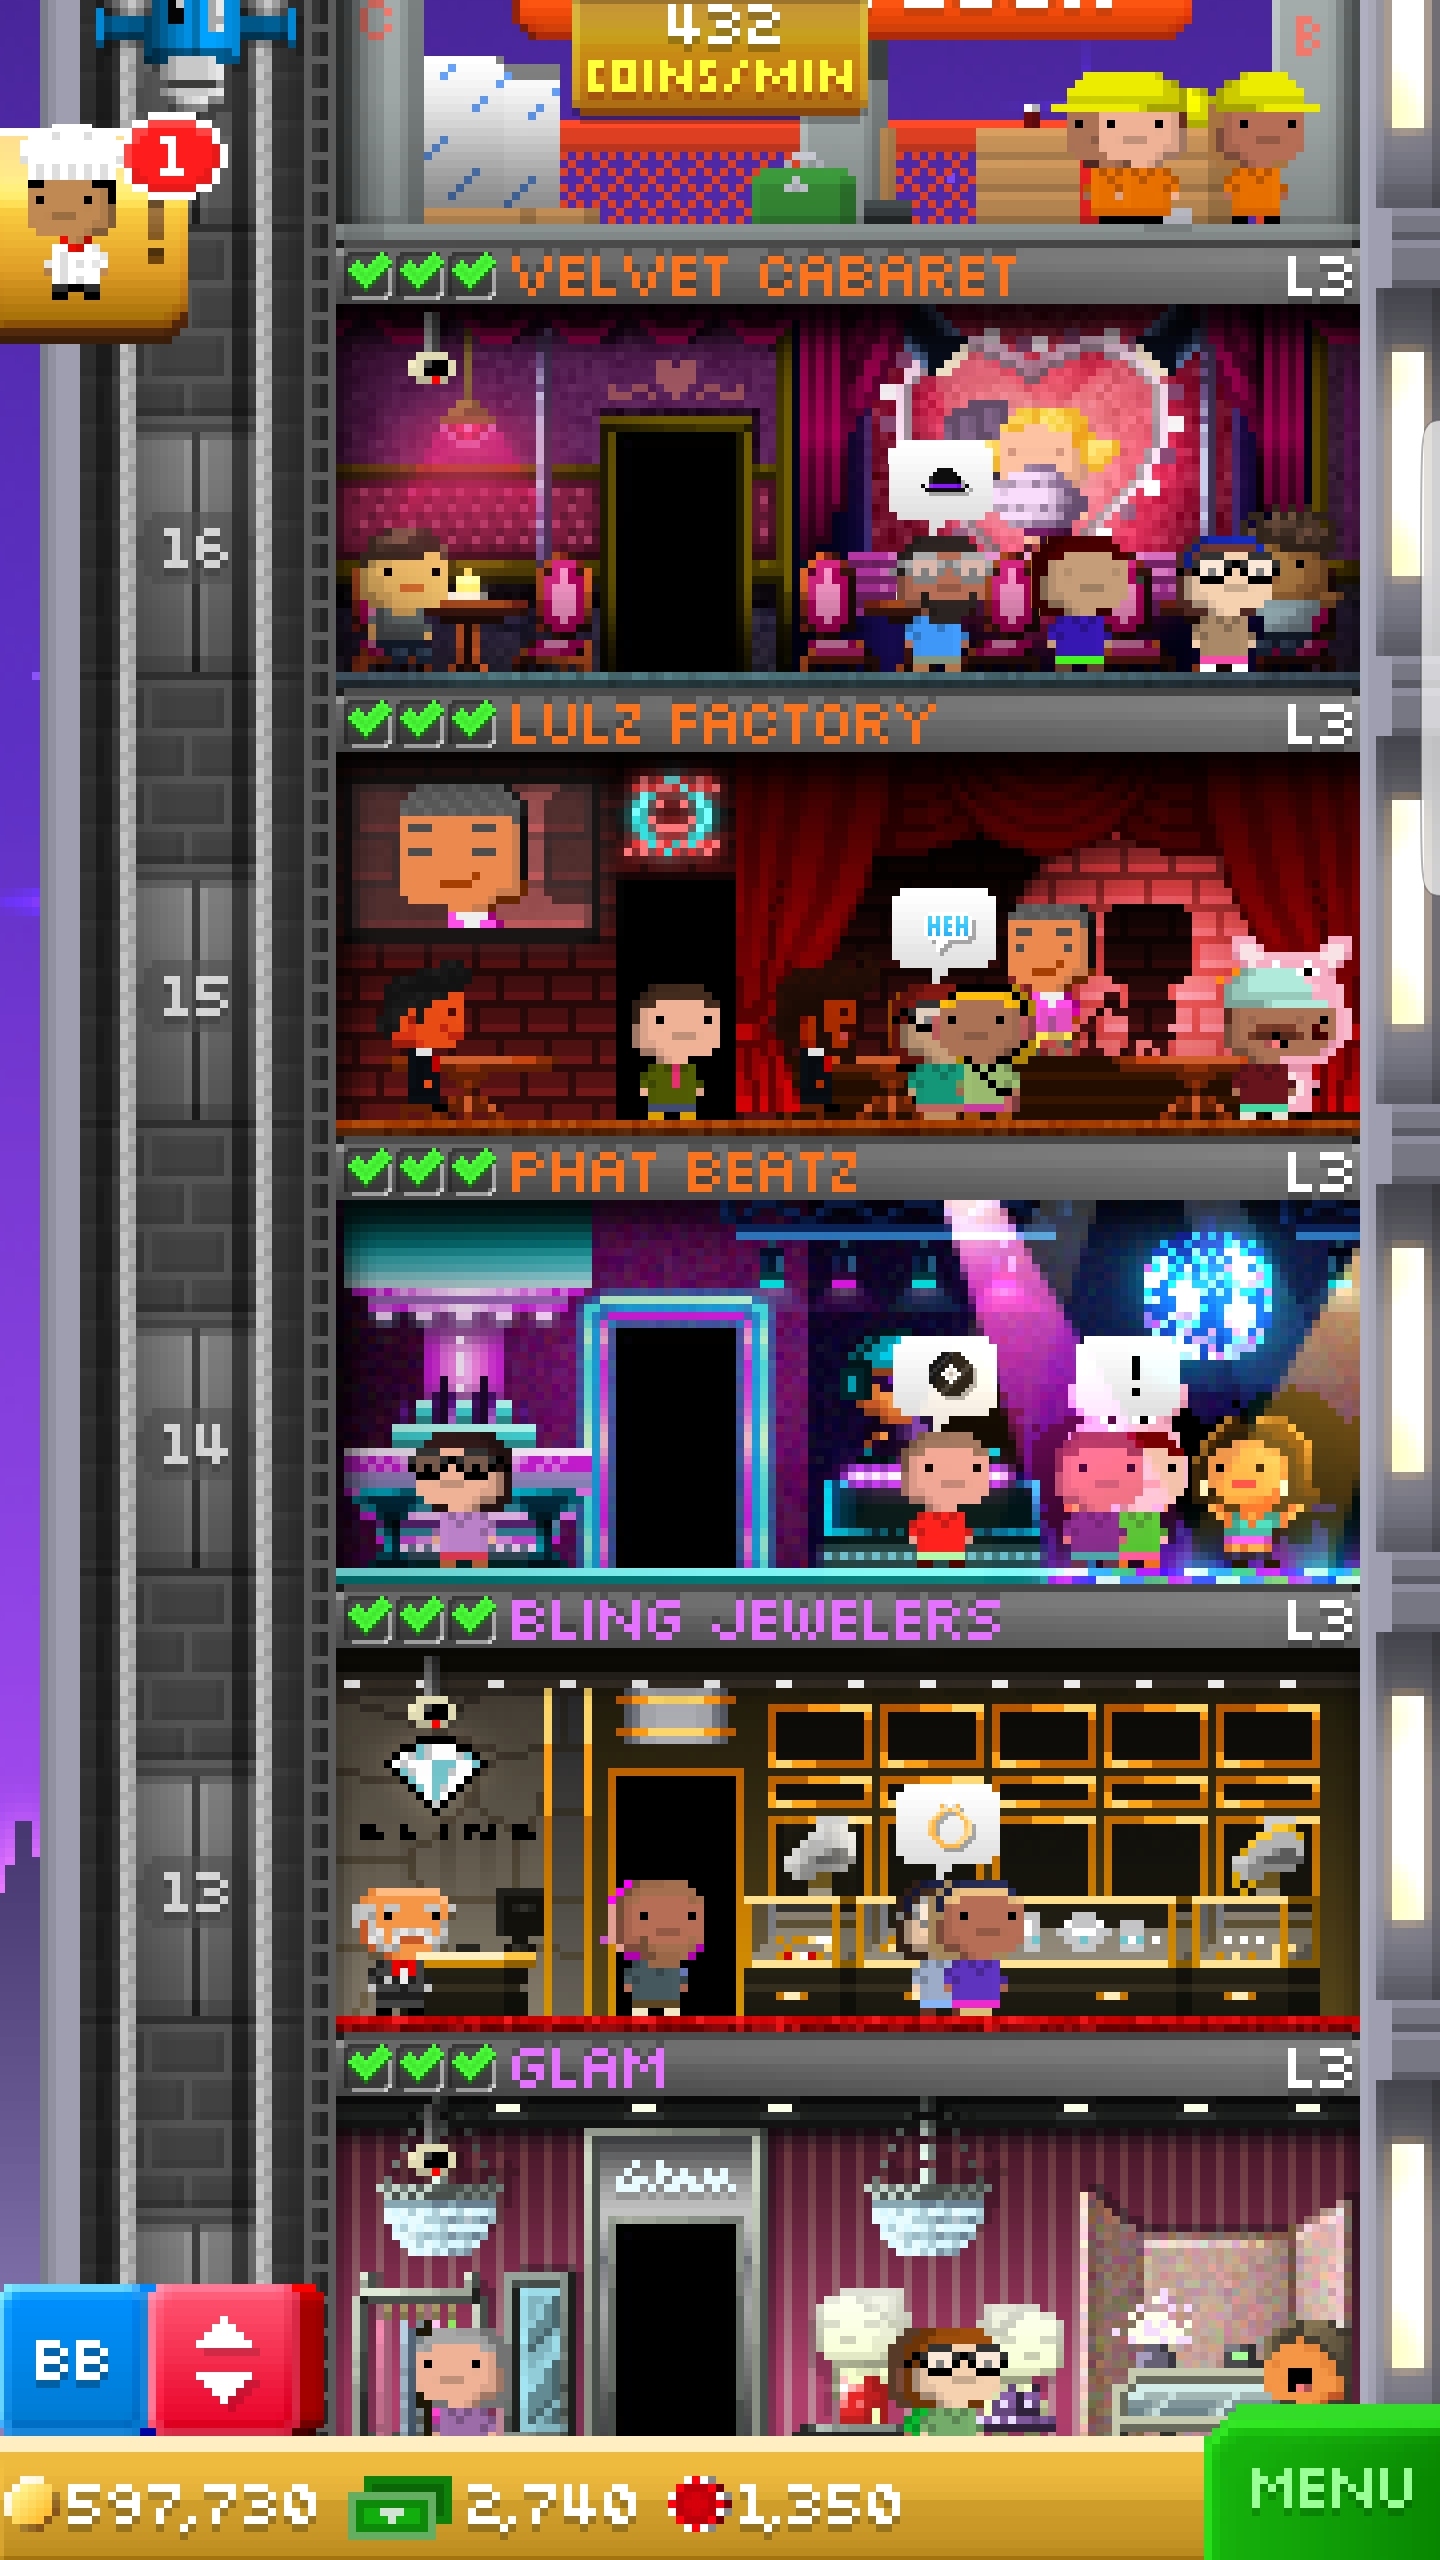 C
432
COINS/MIN
B
1
VELVET CABARET L3
16
LULZ FACTORY L3
HEH
15
PHAT BEATZ L3
!
14
BLING JEWELERS L3
13
GLAM L3
Glam
BB
MENU
597,730 2,740 1,350